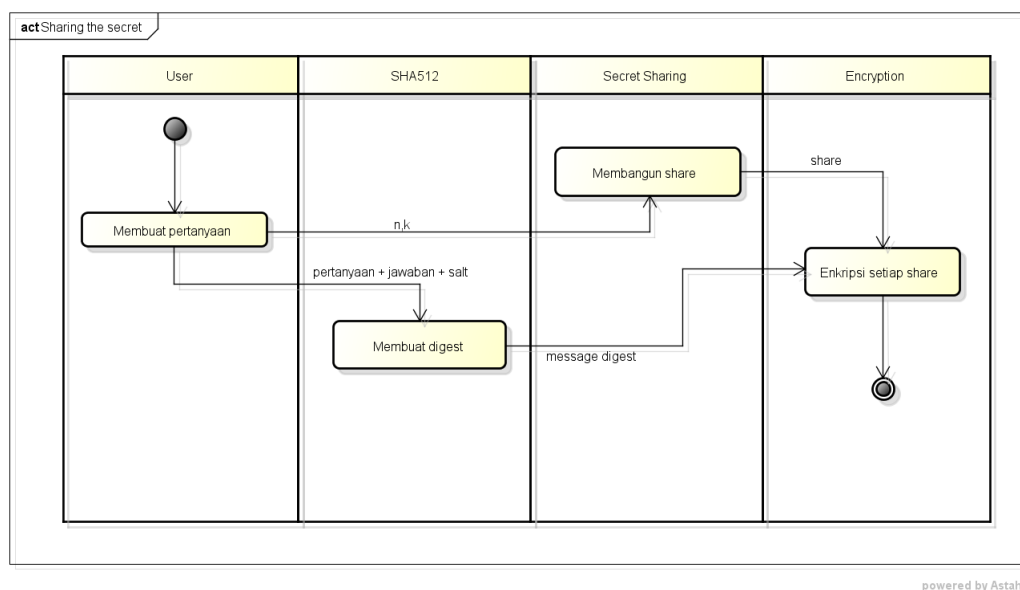 act Sharing the secret
User
SHA512
Secret Sharing
Encryption
Membangun share
share
Membuat pertanyaan
n,k
pertanyaan + jawaban + salt
Enkripsi setiap share
Membuat digest
message digest
powered by Astah